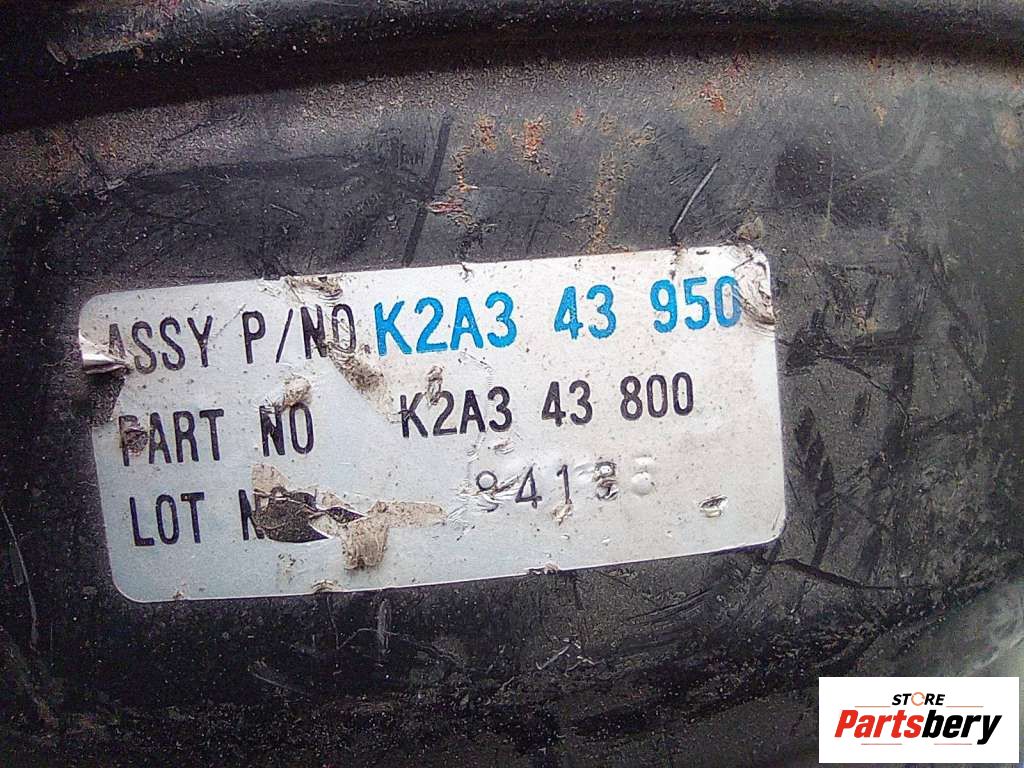 ASSY P/NO. K2A3 43 950
PART NO K2A3 43 800
LOT
STORE
Partsbery